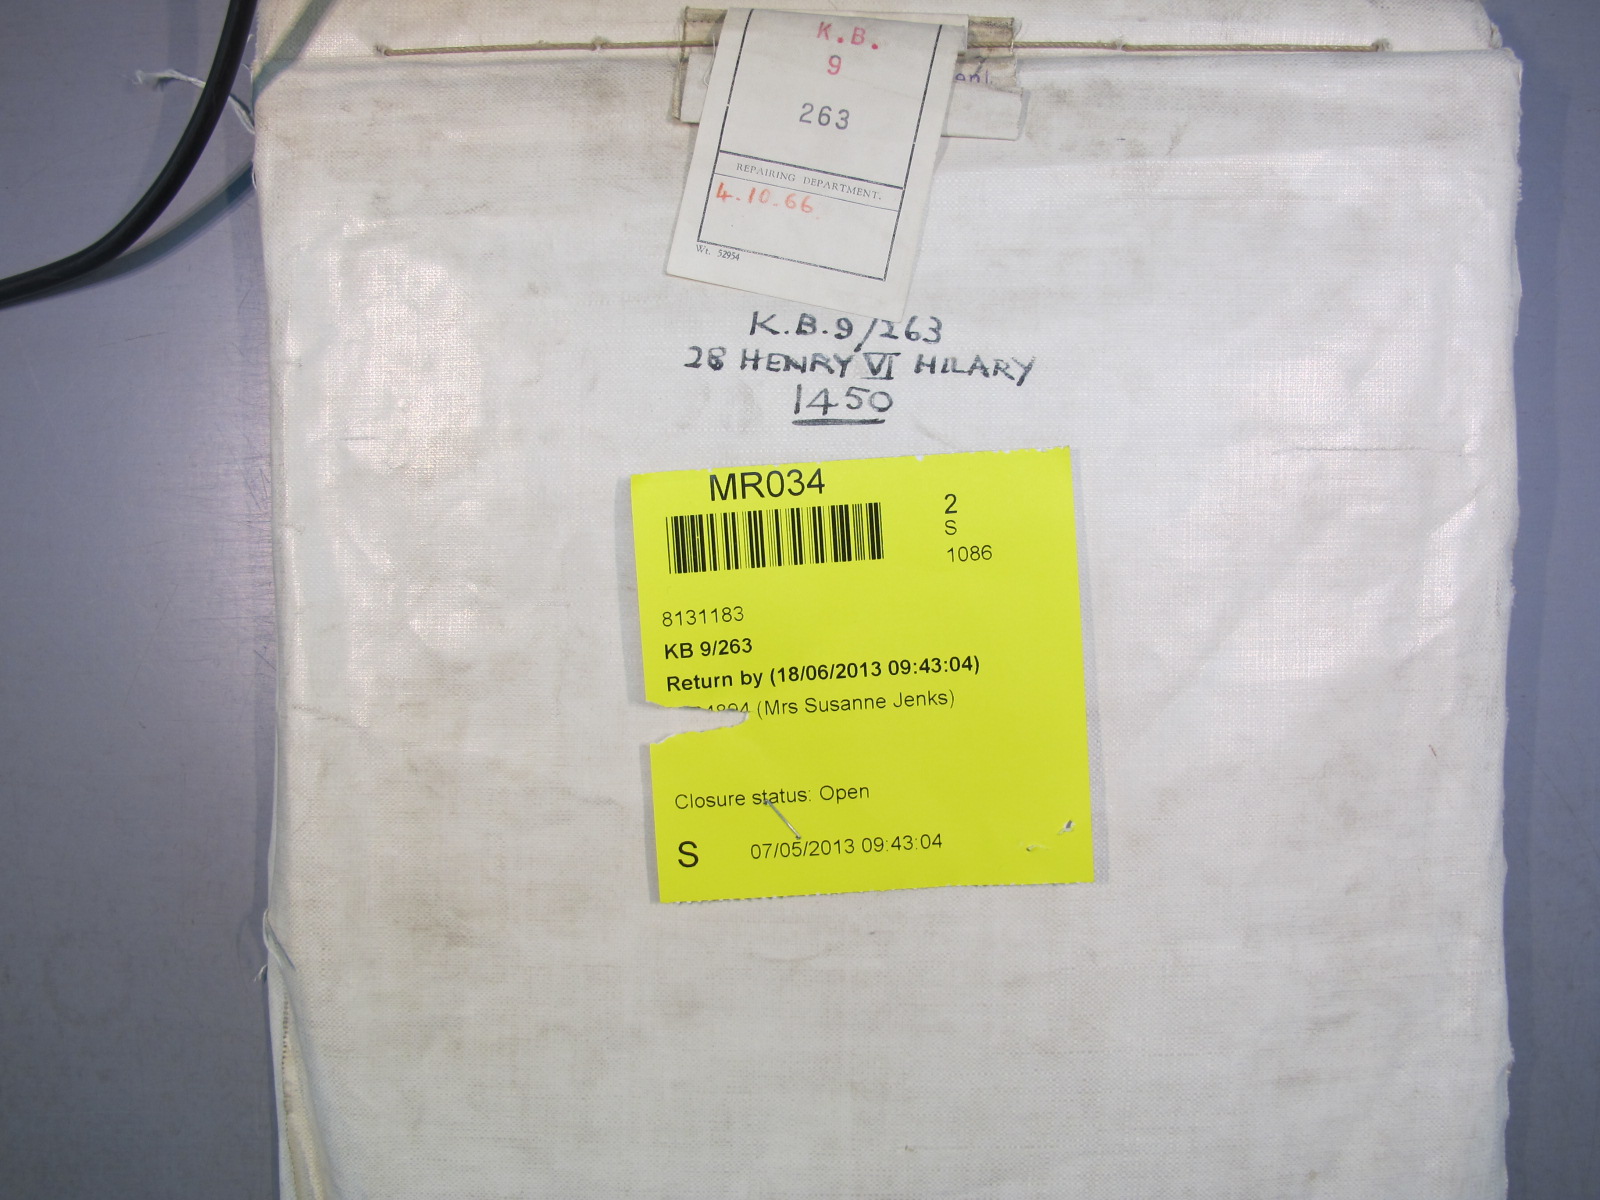 K.B.
9
263
REPAIRING DEPARTMENT.
4.10.66.
Wt. 52954
K.B.9/263
28 HENRY VI HILARY
1450
MR034
2
S
1086
8131183
KB 9/263
Return by (18/06/2013 09:43:04)
(Mrs Susanne Jenks)
Closure status: Open
S 07/05/2013 09:43:04